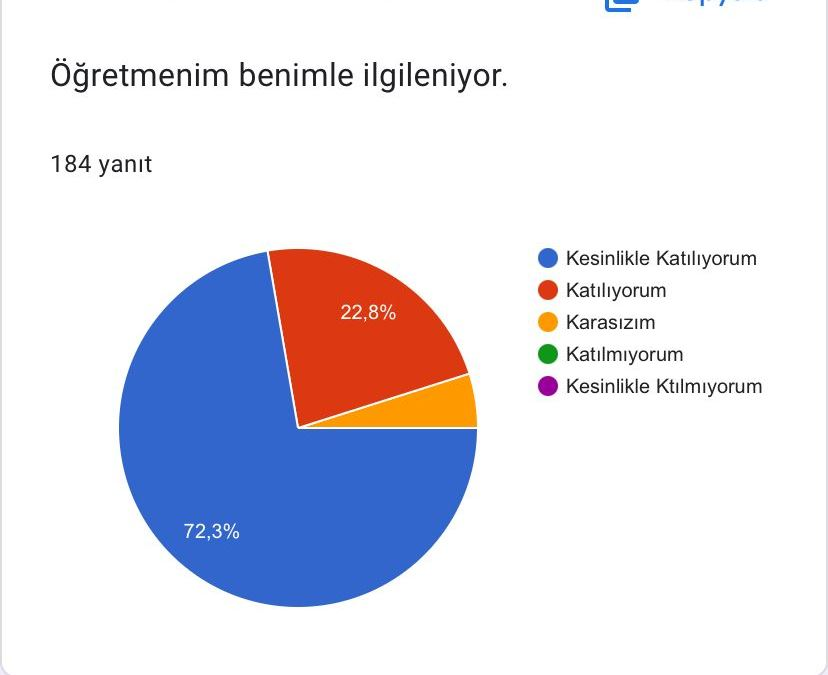 Öğretmenim benimle ilgileniyor.
184 yanıt
Kesinlikle Katılıyorum
Katılıyorum
Karasızım
Katılmıyorum
Kesinlikle Ktılmıyorum
22,8%
72,3%